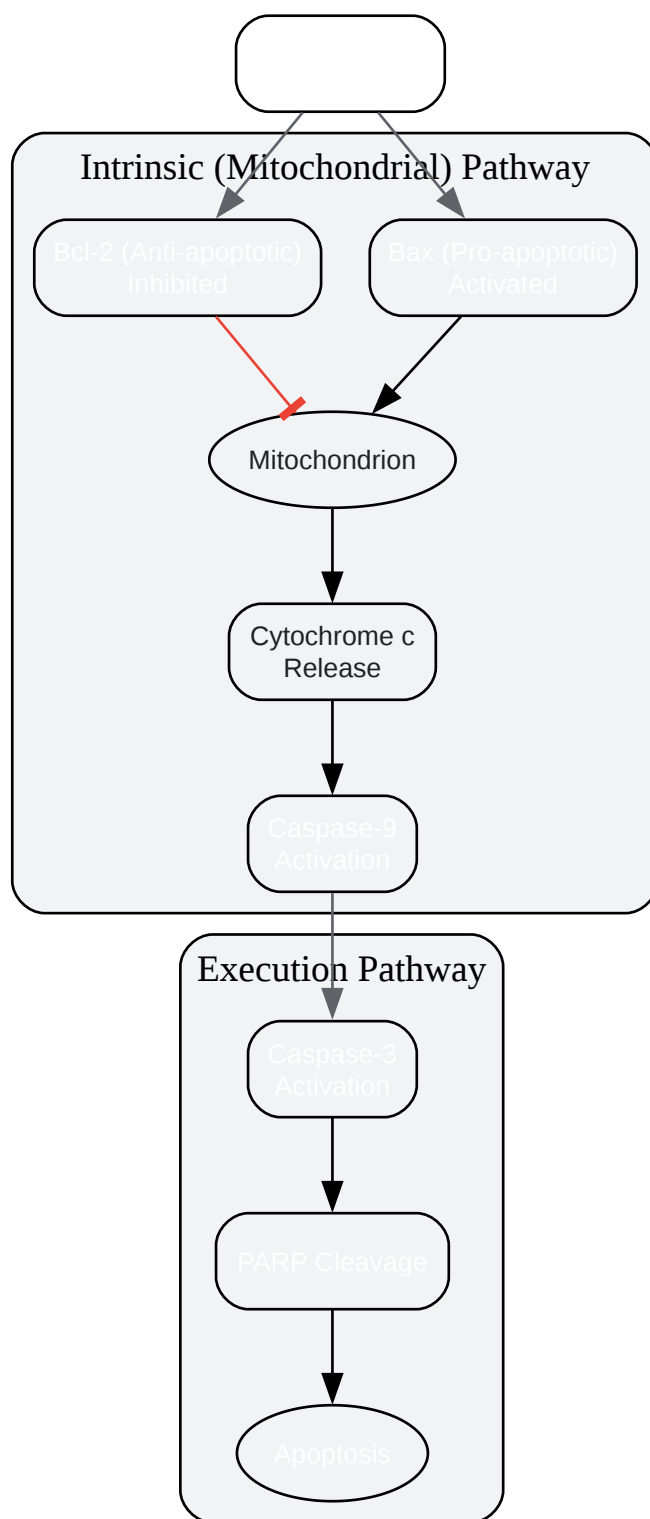 Intrinsic (Mitochondrial) Pathway
Bcl-2 (Anti-apoptotic)
Inhibited
Bax (Pro-apoptotic)
Activated
Mitochondrion
Cytochrome c
Release
Caspase-9
Activation
Execution Pathway
Caspase-3
Activation
PARP Cleavage
Apoptosis